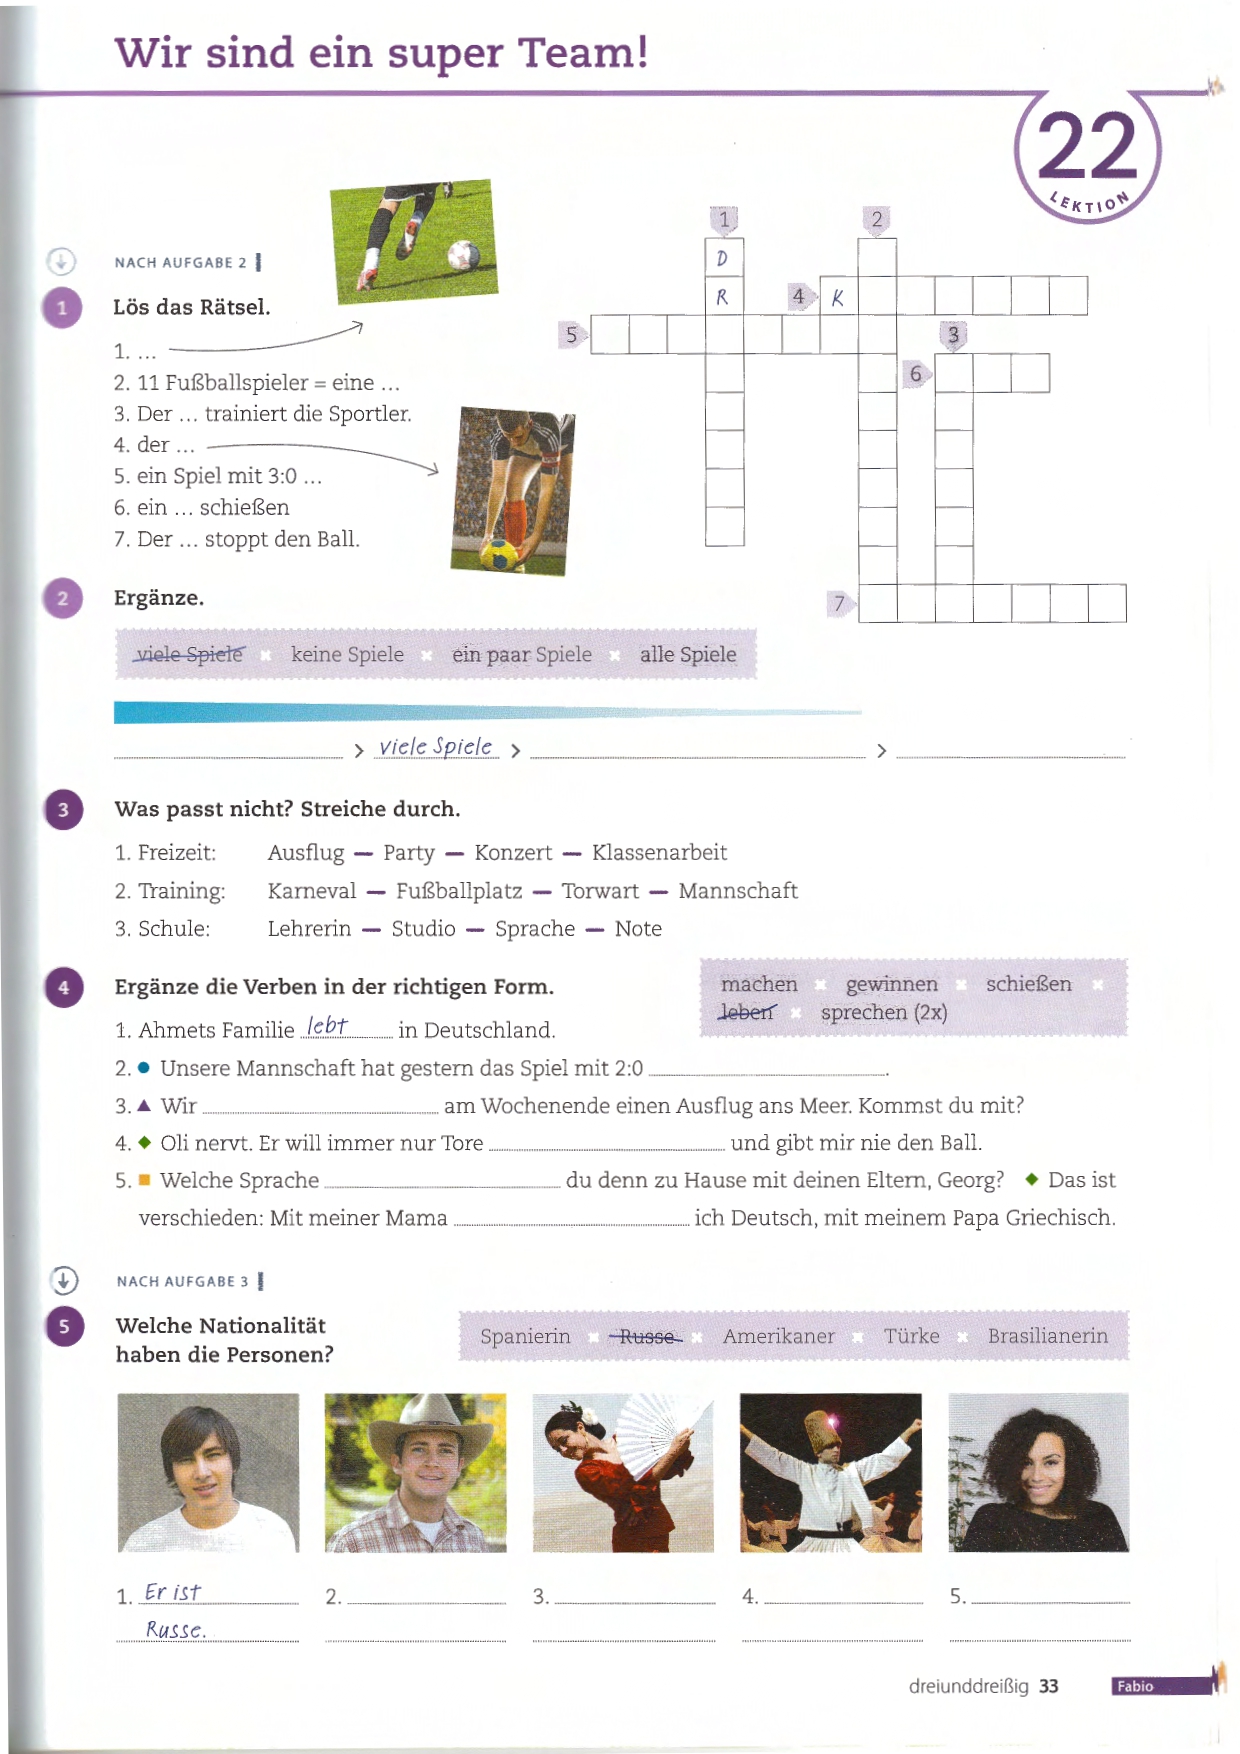 Wir sind ein super Team!
22
LEKTION
NACH AUFGABE 2
1
Lös das Rätsel.
1. ...
2. 11 Fußballspieler = eine ...
3. Der ... trainiert die Sportler.
4. der ...
5. ein Spiel mit 3:0 ...
6. ein ... schießen
7. Der ... stoppt den Ball.
1
2
D
R
4
K
5
3
6
7
2
Ergänze.
viele Spiele
keine Spiele
ein paar Spiele
alle Spiele
> viele Spiele > >
3
Was passt nicht? Streiche durch.
1. Freizeit: Ausflug — Party — Konzert — Klassenarbeit
2. Training: Karneval — Fußballplatz — Torwart — Mannschaft
3. Schule: Lehrerin — Studio — Sprache — Note
4
Ergänze die Verben in der richtigen Form.
machen gewinnen schießen
leben sprechen (2x)
1. Ahmets Familie lebt in Deutschland.
2. Unsere Mannschaft hat gestern das Spiel mit 2:0 .
3. Wir am Wochenende einen Ausflug ans Meer. Kommst du mit?
4. Oli nervt. Er will immer nur Tore und gibt mir nie den Ball.
5. Welche Sprache du denn zu Hause mit deinen Eltern, Georg? Das ist
verschieden: Mit meiner Mama ich Deutsch, mit meinem Papa Griechisch.
NACH AUFGABE 3
5
Welche Nationalität
haben die Personen?
Spanierin Russe Amerikaner Türke Brasilianerin
1. Er ist
Russe.
2.
3.
4.
5.
dreiunddreißig 33
Fabio